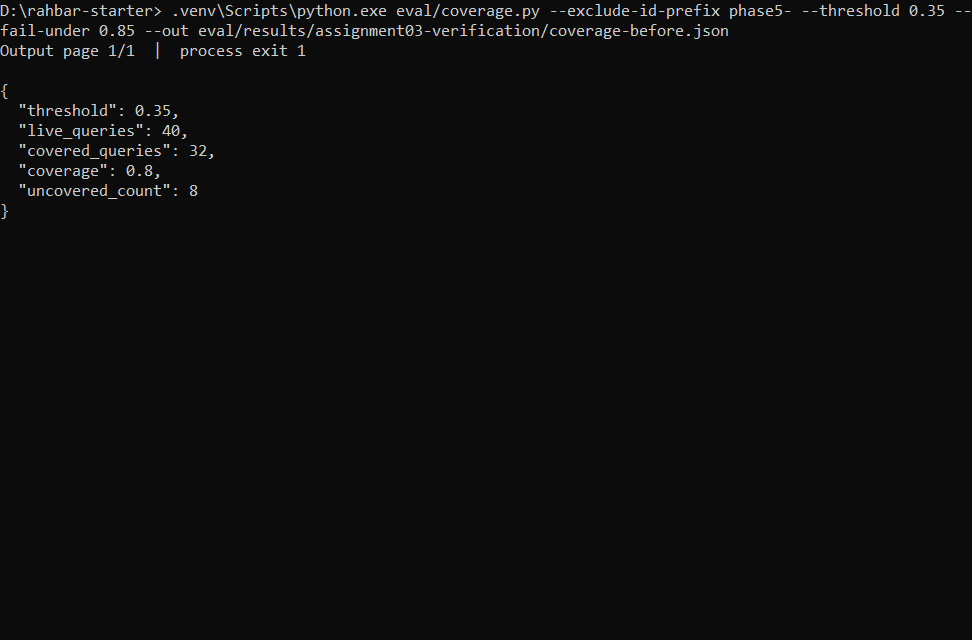 D:\rahbar-starter> .venv\Scripts\python.exe eval/coverage.py --exclude-id-prefix phase5- --threshold 0.35 --
fail-under 0.85 --out eval/results/assignment03-verification/coverage-before.json
Output page 1/1  |  process exit 1

{
  "threshold": 0.35,
  "live_queries": 40,
  "covered_queries": 32,
  "coverage": 0.8,
  "uncovered_count": 8
}